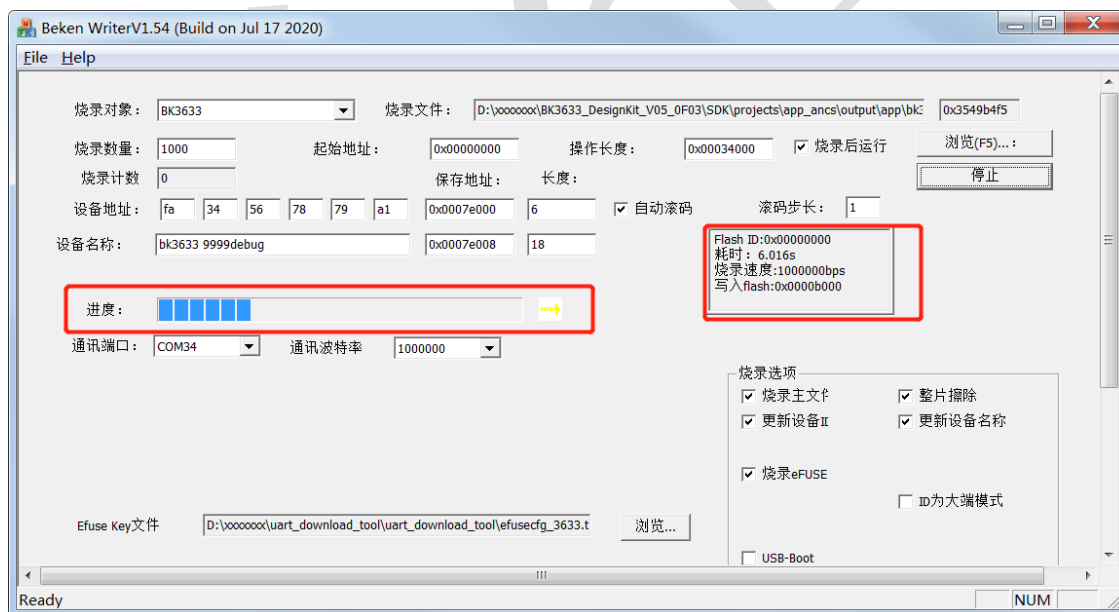 Beken WriterV1.54 (Build on Jul 17 2020)
File Help
烧录对象： BK3633 烧录文件： D:\xxxxxxx\BK3633_DesignKit_V05_0F03\SDK\projects\app_ancs\output\app\bk3 0x3549b4f5
烧录数量： 1000 起始地址： 0x00000000 操作长度： 0x00034000 烧录后运行 浏览(F5)...：
烧录计数 0 保存地址： 长度： 停止
设备地址： fa 34 56 78 79 a1 0x0007e000 6 自动滚码 滚码步长： 1
设备名称： bk3633 9999debug 0x0007e008 18
Flash ID:0x00000000
耗时：6.016s
烧录速度:1000000bps
写入flash:0x0000b000
进度：
通讯端口： COM34 通讯波特率 1000000
烧录选项
烧录主文件 整片擦除
更新设备ID 更新设备名称
烧录eFUSE
ID为大端模式
Efuse Key文件 D:\xxxxxxx\uart_download_tool\uart_download_tool\efusecfg_3633.t 浏览...
USB-Boot
Ready NUM